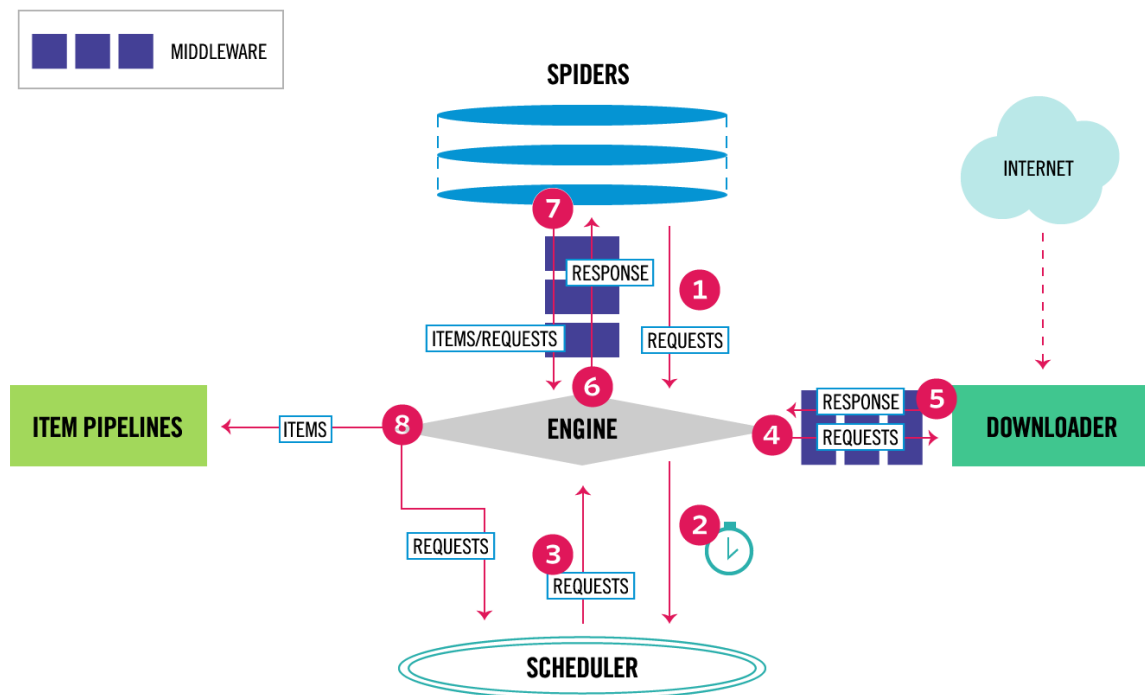 MIDDLEWARE
SPIDERS
INTERNET
7
RESPONSE
1
ITEMS/REQUESTS
REQUESTS
6
5
RESPONSE
ITEM PIPELINES
ITEMS
8
ENGINE
4
REQUESTS
DOWNLOADER
2
REQUESTS
3
REQUESTS
SCHEDULER